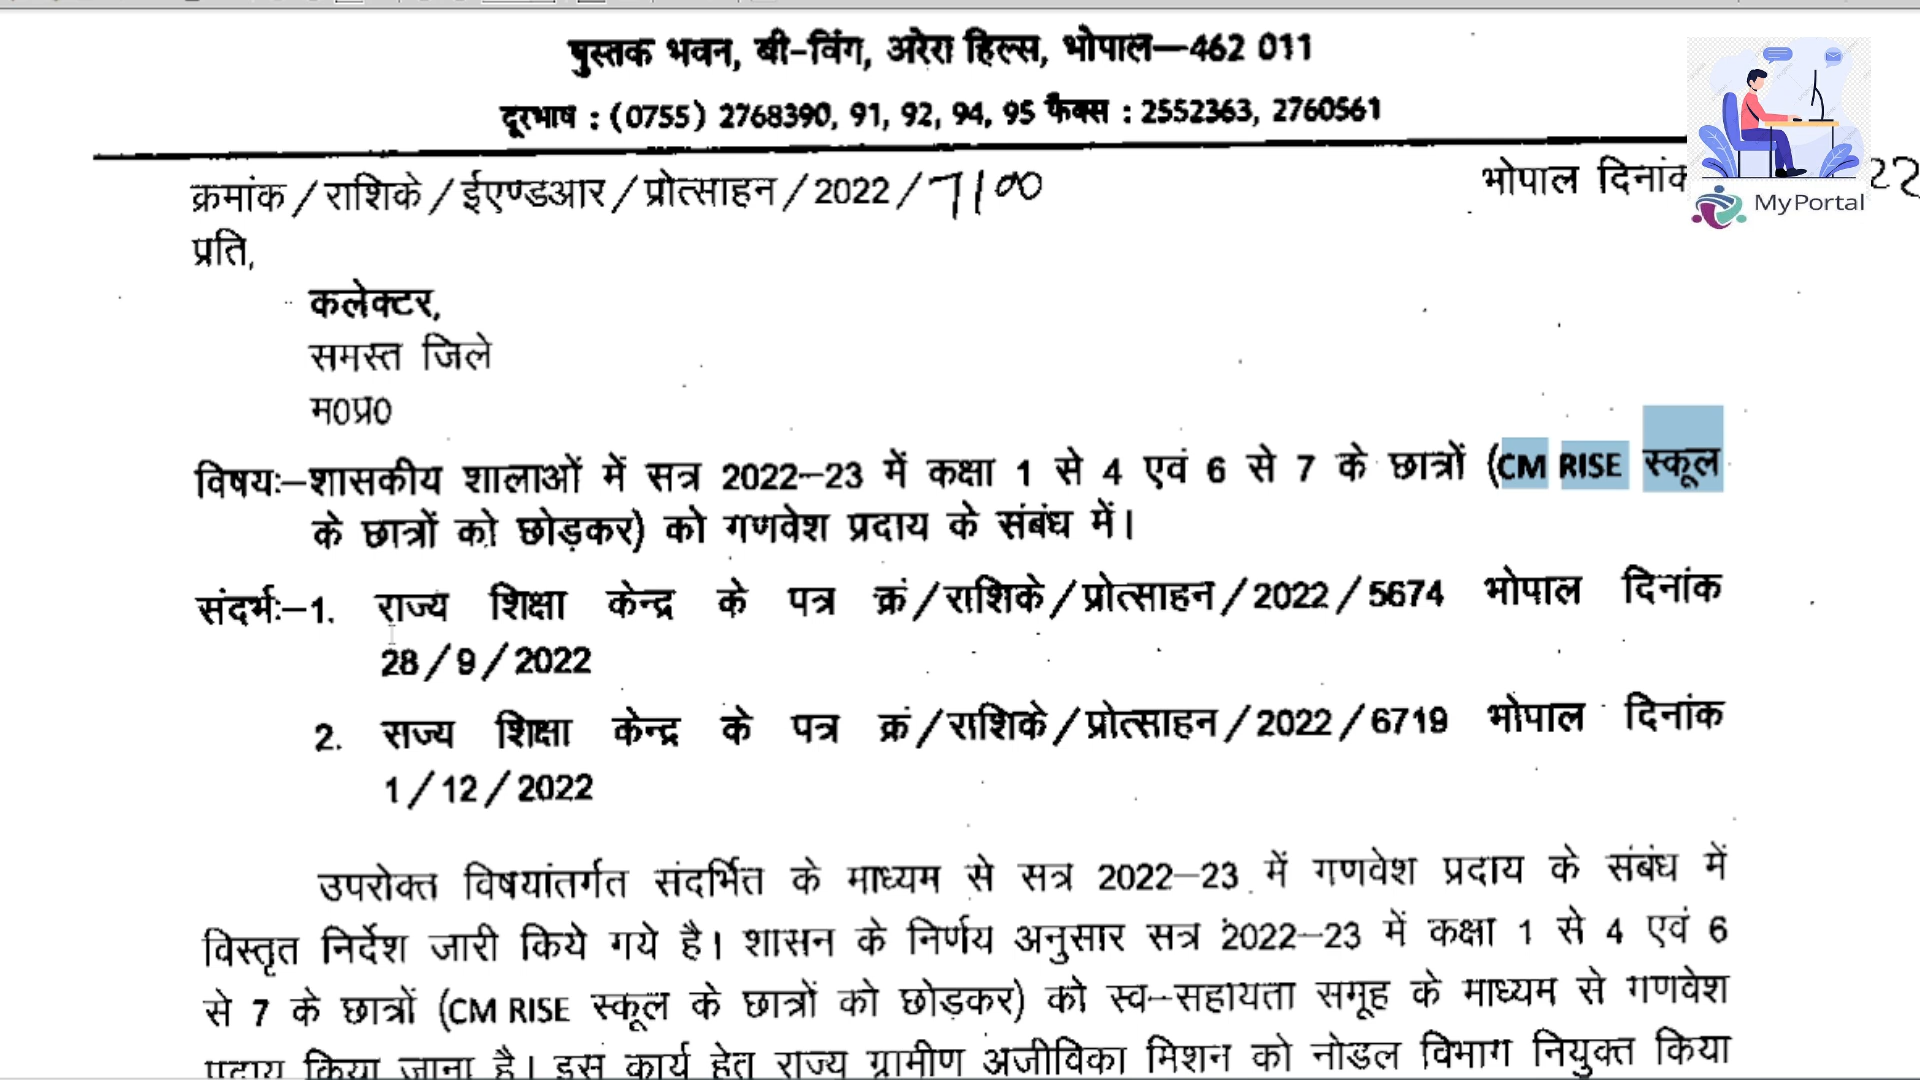 पुस्तक भवन, बी–विंग, अरेरा हिल्स, भोपाल—462 011
दूरभाष : (0755) 2768390, 91, 92, 94, 95 फैक्स : 2552363, 2760561
क्रमांक/राशिके/ईएण्डआर/प्रोत्साहन/2022/7100
भोपाल दिनांक 22
MyPortal
प्रति,
कलेक्टर,
समस्त जिले
म0प्र0
विषयः–शासकीय शालाओं में सत्र 2022–23 में कक्षा 1 से 4 एवं 6 से 7 के छात्रों (CM RISE स्कूल
के छात्रों को छोड़कर) को गणवेश प्रदाय के संबंध में।
संदर्भः–1. राज्य शिक्षा केन्द्र के पत्र क्रं/राशिके/प्रोत्साहन/2022/5674 भोपाल दिनांक
28/9/2022
2. राज्य शिक्षा केन्द्र के पत्र क्रं/राशिके/प्रोत्साहन/2022/6719 भोपाल दिनांक
1/12/2022
उपरोक्त विषयांतर्गत संदर्भित के माध्यम से सत्र 2022–23 में गणवेश प्रदाय के संबंध में
विस्तृत निर्देश जारी किये गये है। शासन के निर्णय अनुसार सत्र 2022–23 में कक्षा 1 से 4 एवं 6
से 7 के छात्रों (CM RISE स्कूल के छात्रों को छोड़कर) को स्व–सहायता समूह के माध्यम से गणवेश
प्रदाय किया जाना है। इस कार्य हेतु राज्य ग्रामीण अजीविका मिशन को नोडल विभाग नियुक्त किया